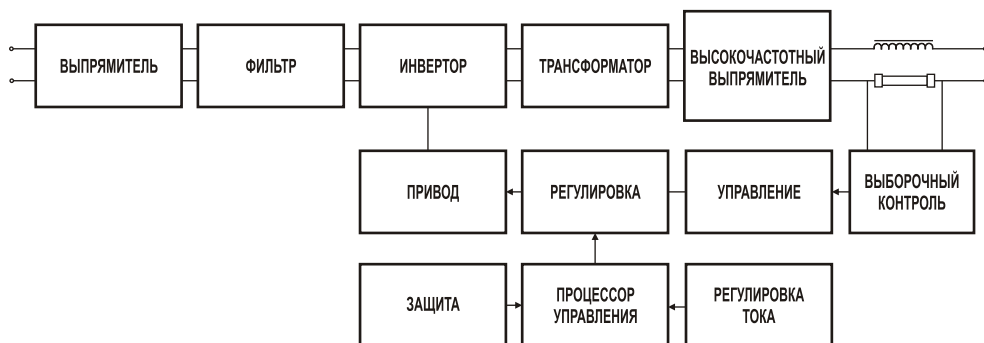 ВЫПРЯМИТЕЛЬ
ФИЛЬТР
ИНВЕРТОР
ТРАНСФОРМАТОР
ВЫСОКОЧАСТОТНЫЙ
ВЫПРЯМИТЕЛЬ
ПРИВОД
РЕГУЛИРОВКА
УПРАВЛЕНИЕ
ВЫБОРОЧНЫЙ
КОНТРОЛЬ
ЗАЩИТА
ПРОЦЕССОР
УПРАВЛЕНИЯ
РЕГУЛИРОВКА
ТОКА